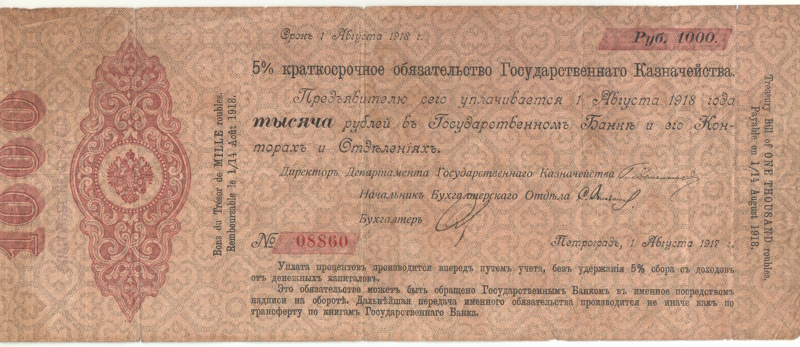 1000
Срокъ 1 Августа 1918 г.
Руб. 1000.
5% краткосрочное обязательство Государственнаго Казначейства.
Предъявителю сего уплачивается 1 Августа 1918 года
тысяча рублей въ Государственномъ Банкѣ и его Кон-
торахъ и Отдѣленіяхъ.
Директоръ Департамента Государственнаго Казначейства
Начальникъ Бухгалтерскаго Отдѣла
Бухгалтеръ
№ 08860
Петроградъ, 1 Августа 1917 г.
Уплата процентовъ производится впередъ путемъ учета, безъ удержанія 5% сбора съ доходовъ
отъ денежныхъ капиталовъ.
Это обязательство можетъ быть обращено Государственнымъ Банкомъ въ именное посредствомъ
надписи на оборотѣ. Дальнѣйшая передача именного обязательства производится не иначе какъ по
трансферту по книгамъ Государственнаго Банка.
Bons du Trésor de MILLE roubles.
Remboursable le 1/14 Août 1918.
Treasury Bill of ONE THOUSAND roubles.
Payable on 1/14 August 1918.